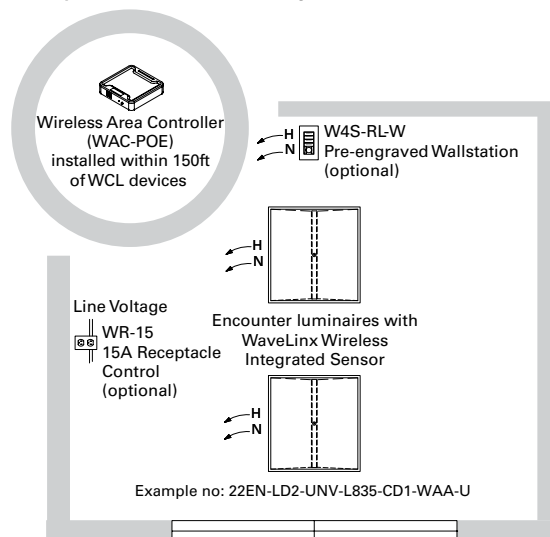 Wireless Area Controller
(WAC-POE)
installed within 150ft
of WCL devices
H
N
W4S-RL-W
Pre-engraved Wallstation
(optional)
H
N
Line Voltage
WR-15
15A Receptacle
Control
(optional)
Encounter luminaires with
WaveLinx Wireless
Integrated Sensor
H
N
Example no: 22EN-LD2-UNV-L835-CD1-WAA-U